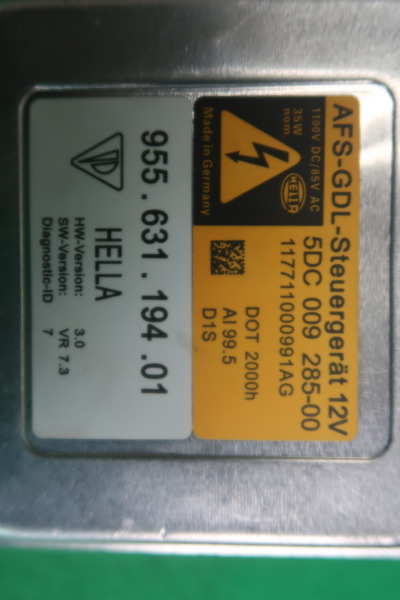 AFS-GDL-Steuergerät 12V
1100V DC/85V AC
35W
nom.
HELLA
Made in Germany
5DC 009 285-00
11771100991AG
DOT 2000h
AI 99.5
D1S
955.631.194.01
HELLA
HW-Version: 3.0
SW-Version: VR 7.3
Diagnostic-ID 7